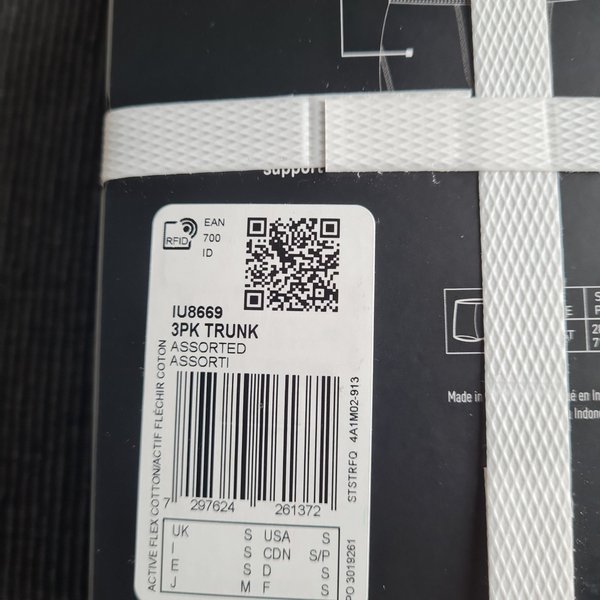 support
RFID
EAN
700
ID
IU8669
3PK TRUNK
ASSORTED
ASSORTI
ACTIVE FLEX COTTON/ACTIF FLÉCHIR COTON
STSTRFQ 4A1M02-913
7 297624 261372
UK S USA S
I S CDN S/P
E S D S
J M F S
PO 3019261
Made in
en